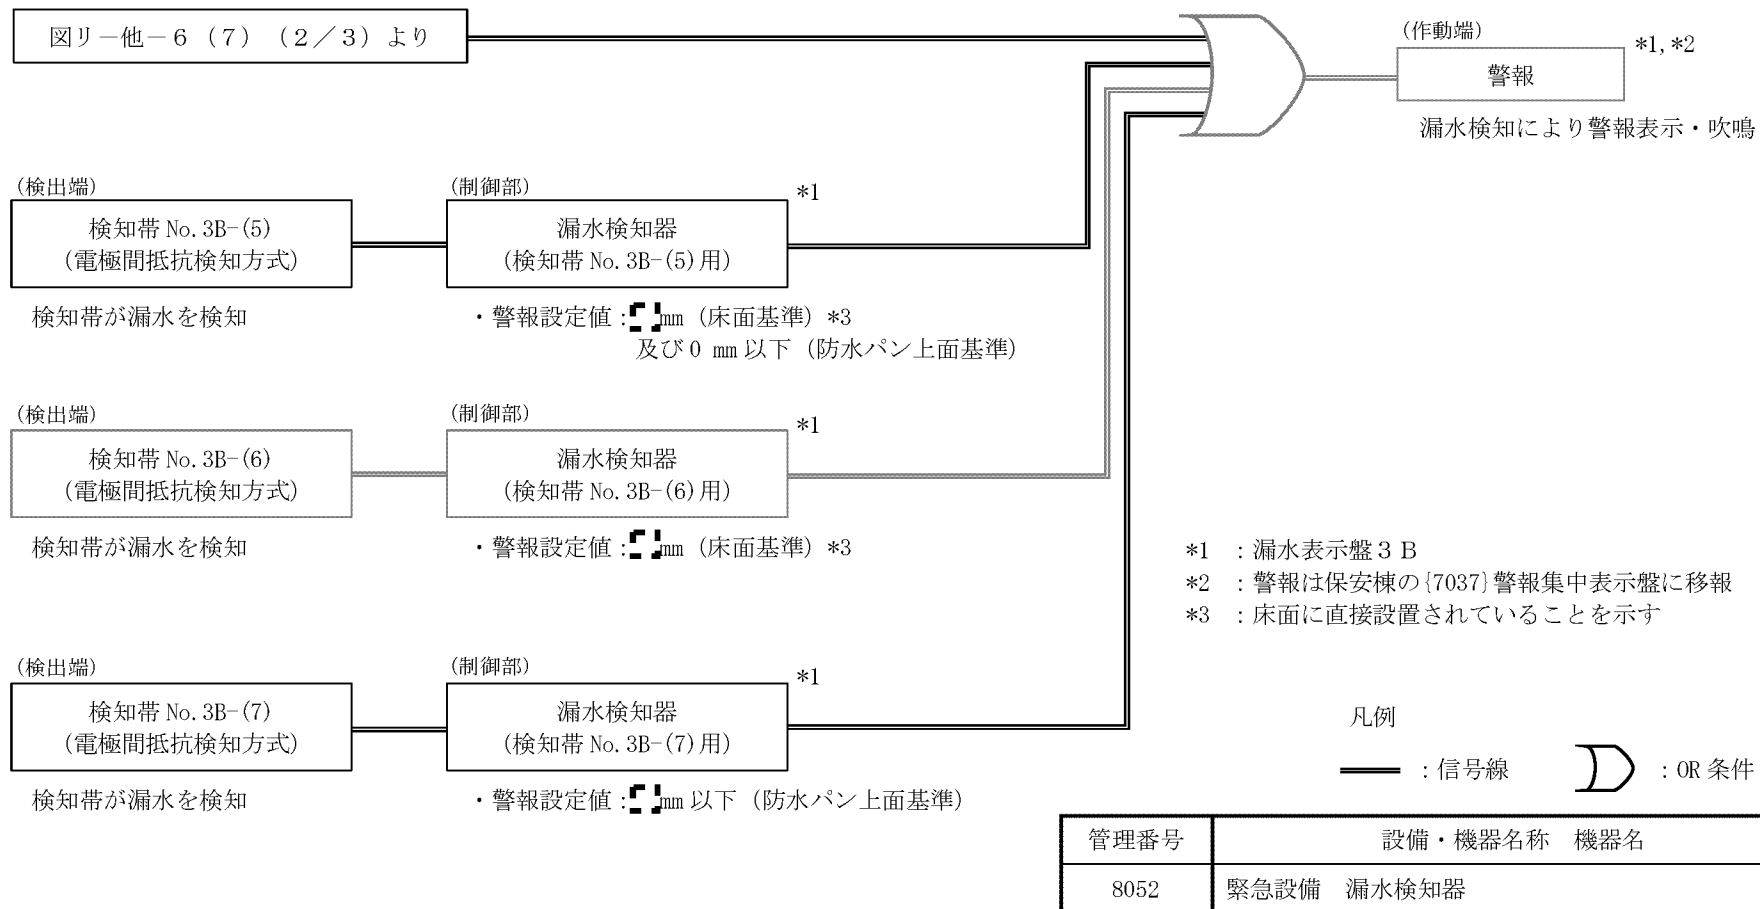 図リ－他－６（７）（２／３）より
(作動端)
*1, *2
警報
漏水検知により警報表示・吹鳴
(検出端)
検知帯 No. 3B-(5)
(電極間抵抗検知方式)
検知帯が漏水を検知
(制御部)
*1
漏水検知器
(検知帯 No. 3B-(5)用)
・警報設定値：mm（床面基準）*3
及び 0 mm 以下（防水パン上面基準）
(検出端)
検知帯 No. 3B-(6)
(電極間抵抗検知方式)
検知帯が漏水を検知
(制御部)
*1
漏水検知器
(検知帯 No. 3B-(6)用)
・警報設定値：mm（床面基準）*3
*1 ：漏水表示盤３Ｂ
*2 ：警報は保安棟の{7037}警報集中表示盤に移報
*3 ：床面に直接設置されていることを示す
(検出端)
検知帯 No. 3B-(7)
(電極間抵抗検知方式)
検知帯が漏水を検知
(制御部)
*1
漏水検知器
(検知帯 No. 3B-(7)用)
・警報設定値：mm 以下（防水パン上面基準）
凡例
：信号線
：OR 条件
管理番号
設備・機器名称　機器名
8052
緊急設備　漏水検知器